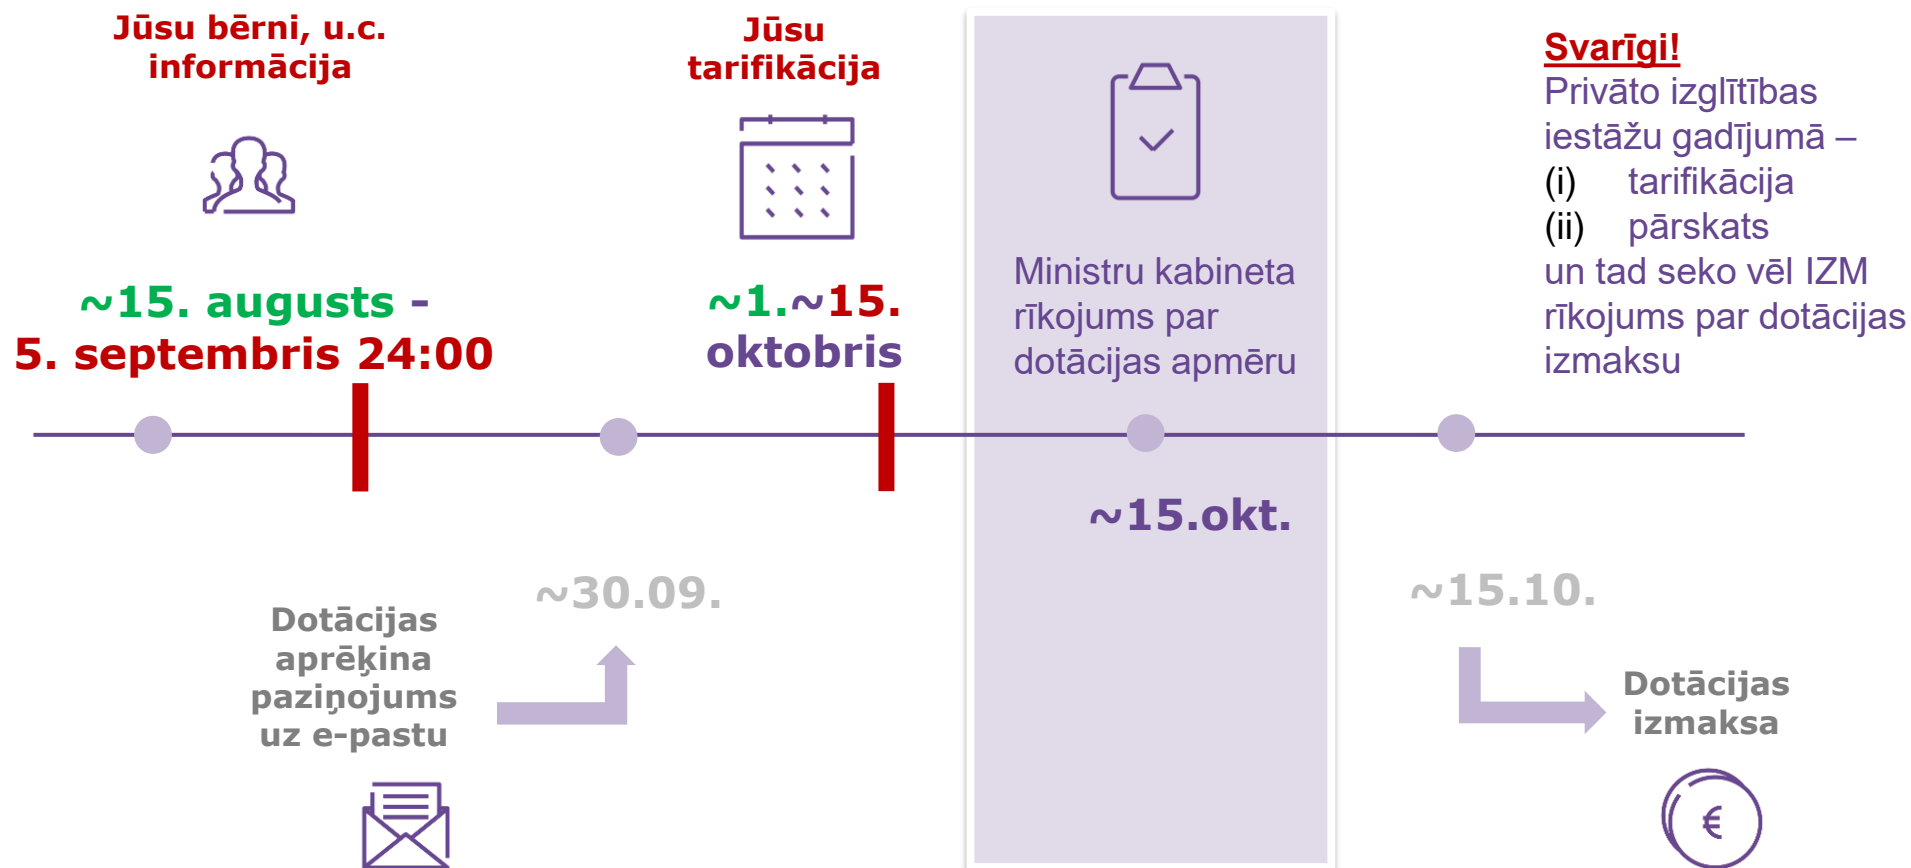 Jūsu bērni, u.c.
informācija
~15. augusts -
5. septembris 24:00
Jūsu
tarifikācija
~1.~15.
oktobris
Ministru kabineta
rīkojums par
dotācijas apmēru
~15.okt.
Svarīgi!
Privāto izglītības
iestāžu gadījumā –
(i) tarifikācija
(ii) pārskats
un tad seko vēl IZM
rīkojums par dotācijas
izmaksu
Dotācijas
aprēķina
paziņojums
uz e-pastu
~30.09.
~15.10.
Dotācijas
izmaksa
€